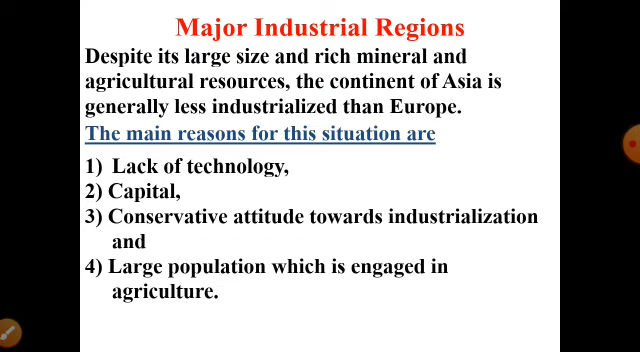 Major Industrial Regions
Despite its large size and rich mineral and
agricultural resources, the continent of Asia is
generally less industrialized than Europe.
The main reasons for this situation are
1) Lack of technology,
2) Capital,
3) Conservative attitude towards industrialization
and
4) Large population which is engaged in
agriculture.